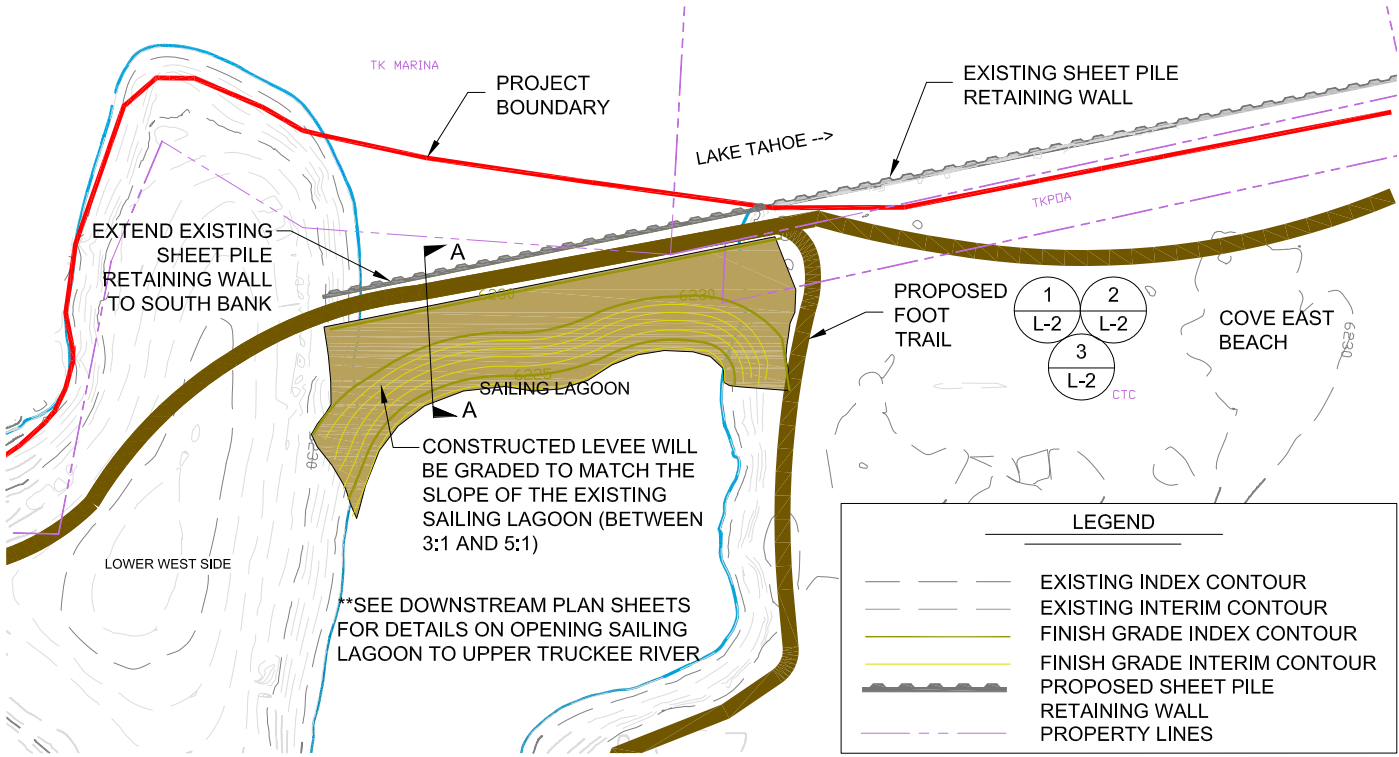 TK MARINA
PROJECT
BOUNDARY
EXISTING SHEET PILE
RETAINING WALL
LAKE TAHOE -->
TKPOA
EXTEND EXISTING
SHEET PILE
RETAINING WALL
TO SOUTH BANK
A
6230
6230
PROPOSED
FOOT
TRAIL
1
L-2
2
L-2
3
L-2
CTC
COVE EAST
BEACH
6230
6225
SAILING LAGOON
A
6230
CONSTRUCTED LEVEE WILL
BE GRADED TO MATCH THE
SLOPE OF THE EXISTING
SAILING LAGOON (BETWEEN
3:1 AND 5:1)
LOWER WEST SIDE
**SEE DOWNSTREAM PLAN SHEETS
FOR DETAILS ON OPENING SAILING
LAGOON TO UPPER TRUCKEE RIVER
LEGEND
EXISTING INDEX CONTOUR
EXISTING INTERIM CONTOUR
FINISH GRADE INDEX CONTOUR
FINISH GRADE INTERIM CONTOUR
PROPOSED SHEET PILE
RETAINING WALL
PROPERTY LINES